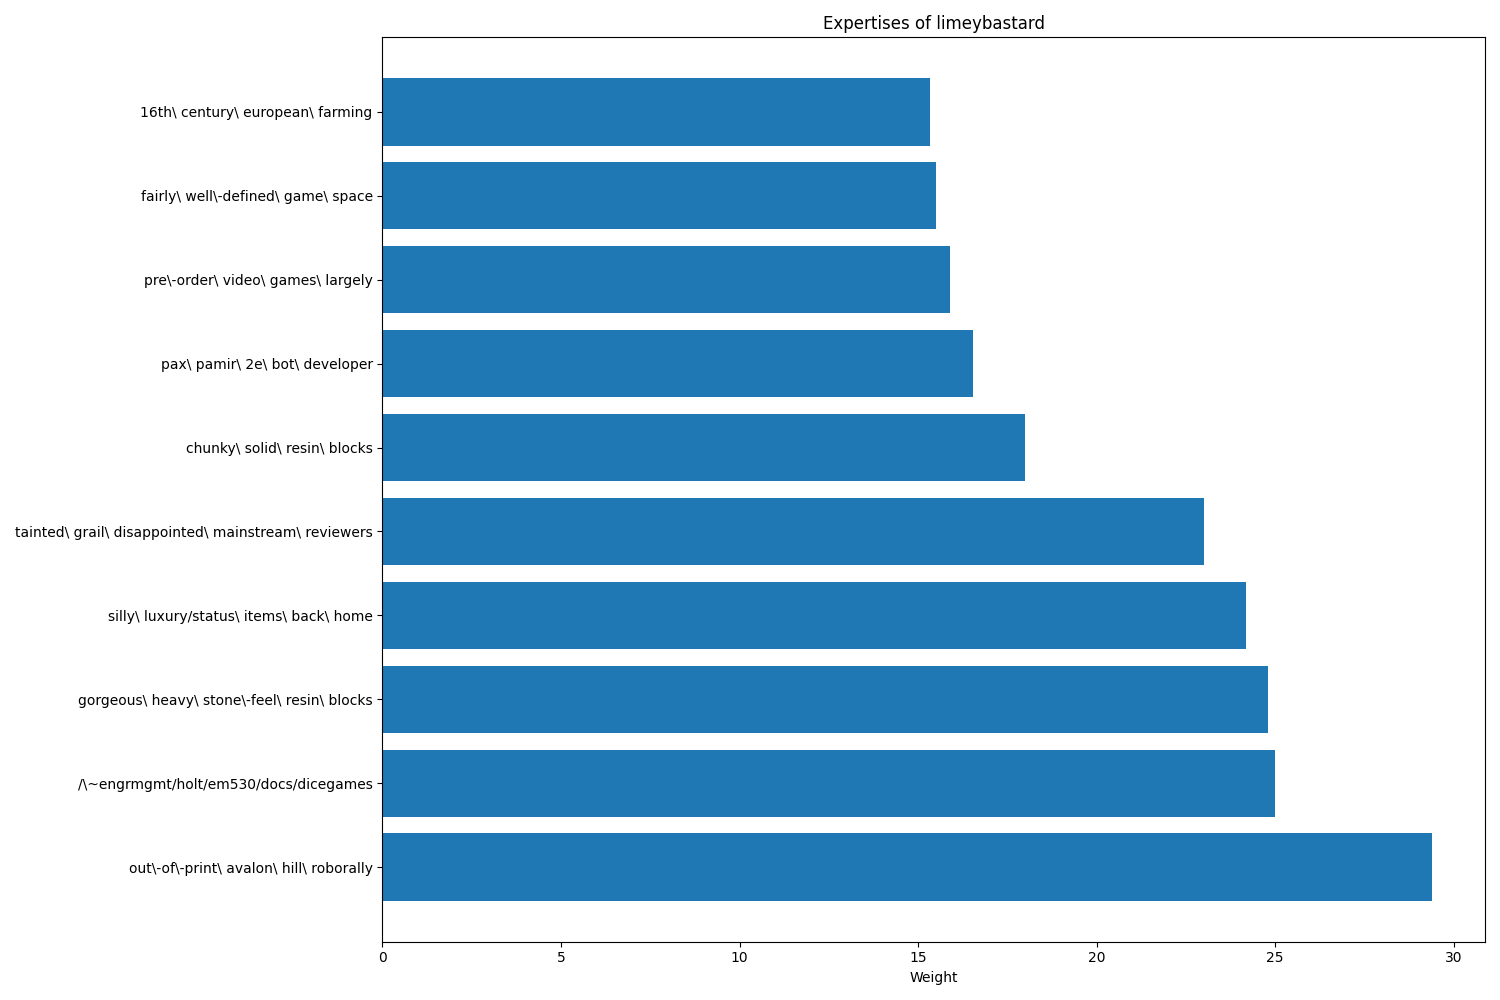 Expertises of limeybastard
16th\ century\ european\ farming
fairly\ well\-defined\ game\ space
pre\-order\ video\ games\ largely
pax\ pamir\ 2e\ bot\ developer
chunky\ solid\ resin\ blocks
tainted\ grail\ disappointed\ mainstream\ reviewers
silly\ luxury/status\ items\ back\ home
gorgeous\ heavy\ stone\-feel\ resin\ blocks
/\~engrmgmt/holt/em530/docs/dicegames
out\-of\-print\ avalon\ hill\ roborally
0 5 10 15 20 25 30
Weight